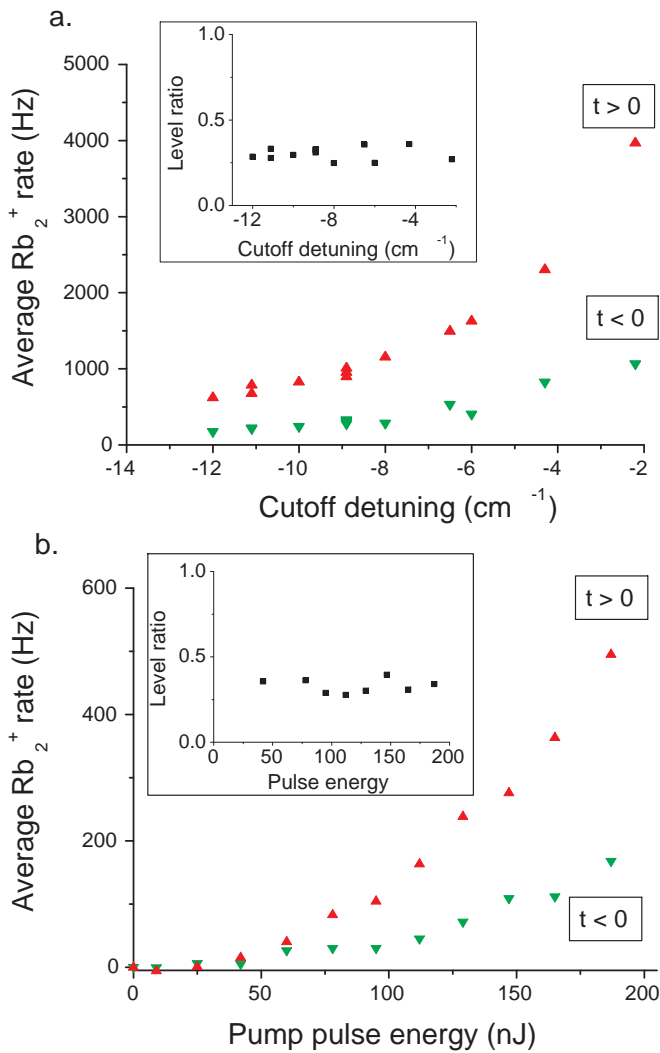 a.
5000
4000
3000
2000
1000
0
Average Rb2+ rate (Hz)
-14
-12
-10
-8
-6
-4
-2
Cutoff detuning (cm -1)
t > 0
t < 0
1.0
0.5
0.0
Level ratio
-12
-8
-4
Cutoff detuning (cm -1)
b.
600
400
200
0
Average Rb2+ rate (Hz)
0
50
100
150
200
Pump pulse energy (nJ)
t > 0
t < 0
1.0
0.5
0.0
Level ratio
0
50
100
150
200
Pulse energy